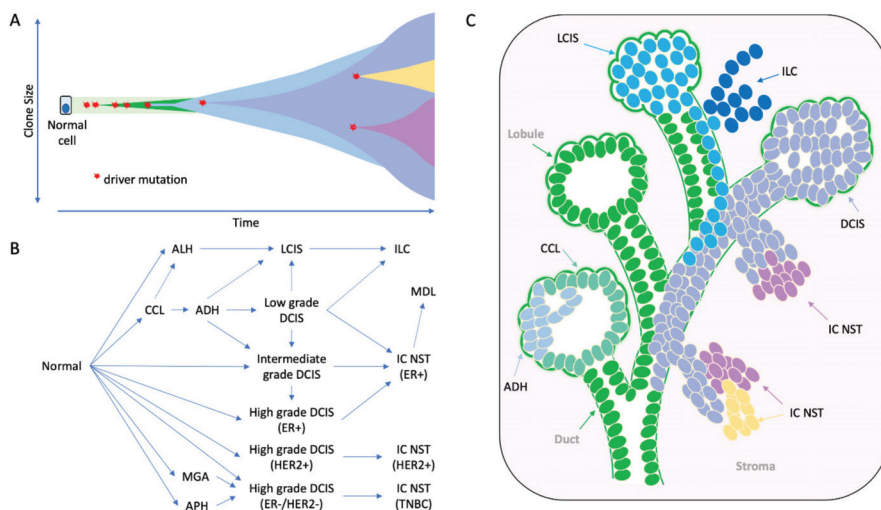 A
Clone Size
Normal
cell
driver mutation
Time
B
ALH
LCIS
ILC
MDL
CCL
ADH
Low grade
DCIS
Normal
Intermediate
grade DCIS
IC NST
(ER+)
High grade DCIS
(ER+)
High grade DCIS
(HER2+)
IC NST
(HER2+)
MGA
APH
High grade DCIS
(ER-/HER2-)
IC NST
(TNBC)
C
LCIS
ILC
Lobule
DCIS
CCL
IC NST
ADH
IC NST
Duct
Stroma